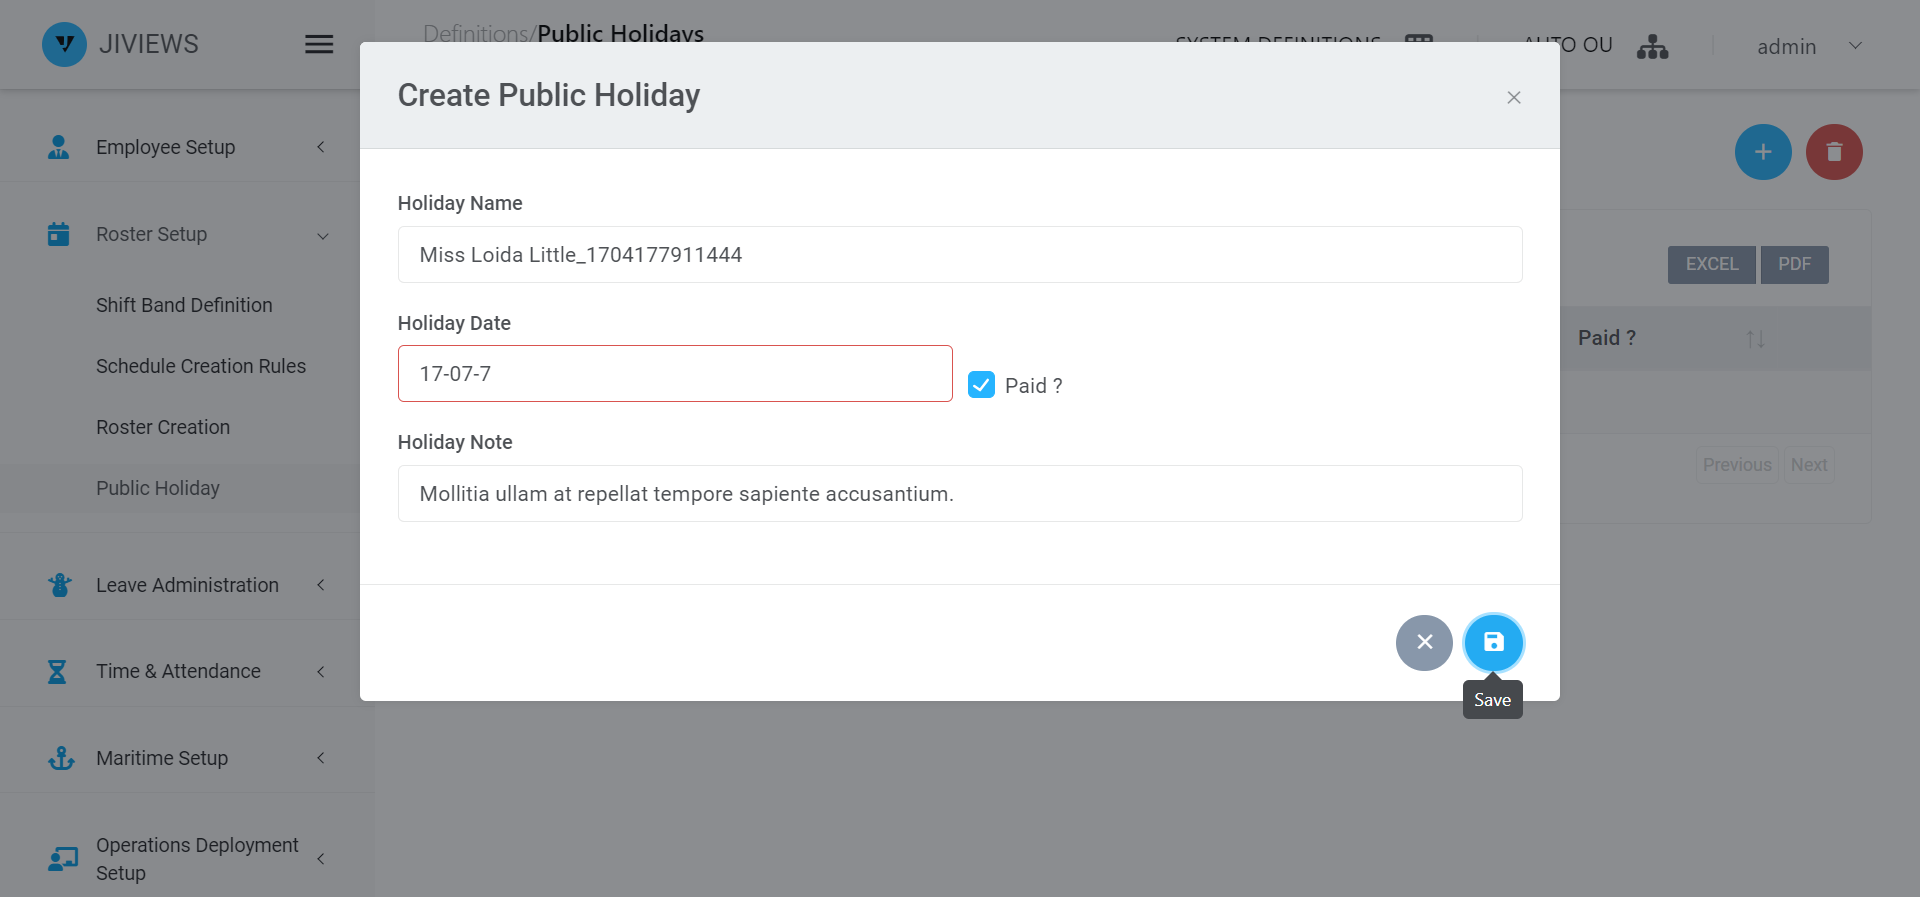 JIVIEWS
Definitions/Public Holidays
SYSTEM DEFINITIONS
AUTO OU
admin
Create Public Holiday
Employee Setup
Roster Setup
Shift Band Definition
Schedule Creation Rules
Roster Creation
Public Holiday
Leave Administration
Time & Attendance
Maritime Setup
Operations Deployment
Setup
Holiday Name
Miss Loida Little_1704177911444
Holiday Date
17-07-7
Paid ?
Holiday Note
Mollitia ullam at repellat tempore sapiente accusantium.
Save
EXCEL
PDF
Paid ?
Previous
Next